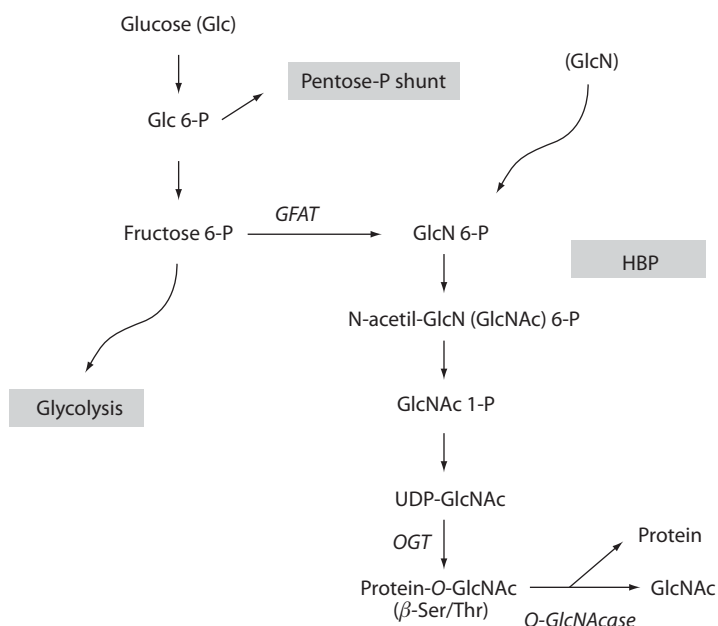 Glucose (Glc)
(GlcN)
Pentose-P shunt
Glc 6-P
GFAT
Fructose 6-P
GlcN 6-P
HBP
N-acetil-GlcN (GlcNAc) 6-P
Glycolysis
GlcNAc 1-P
UDP-GlcNAc
OGT
Protein
Protein-O-GlcNAc
(β-Ser/Thr)
GlcNAc
O-GlcNAcase